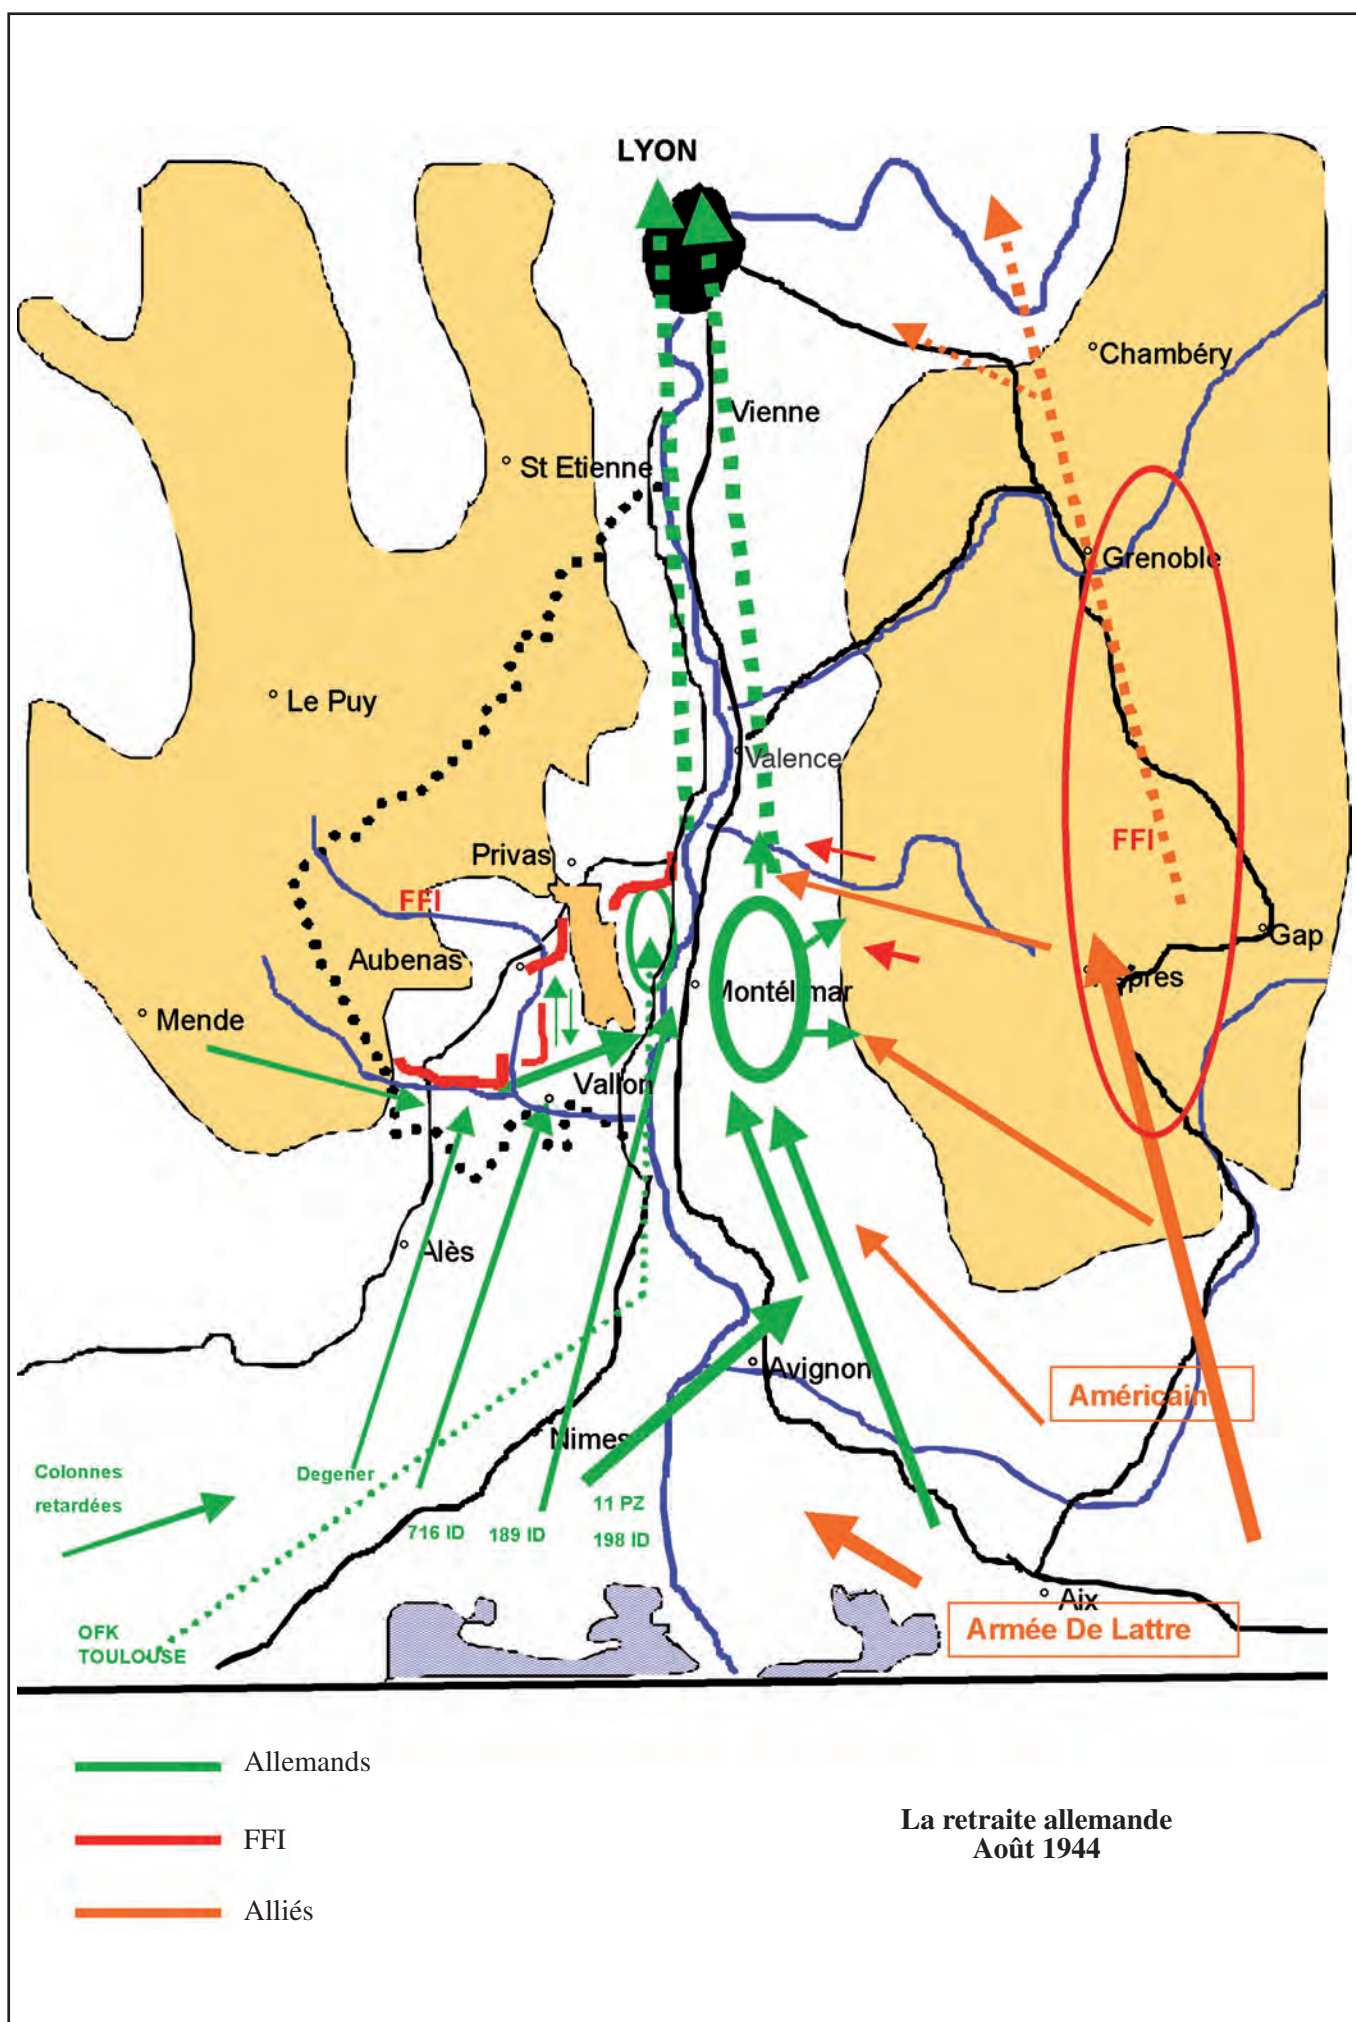 LYON
Chambéry
Vienne
St Etienne
Grenoble
Le Puy
Valence
FFI
Privas
FFI
Gap
Aubenas
Montélimar
Mende
Vallon
Alès
Avignon
Américain
Nimes
Colonnes
retardées
Degener
11 PZ
198 ID
716 ID
189 ID
Aix
OFK
TOULOUSE
Armée De Lattre
Allemands
FFI
Alliés
La retraite allemande
Août 1944